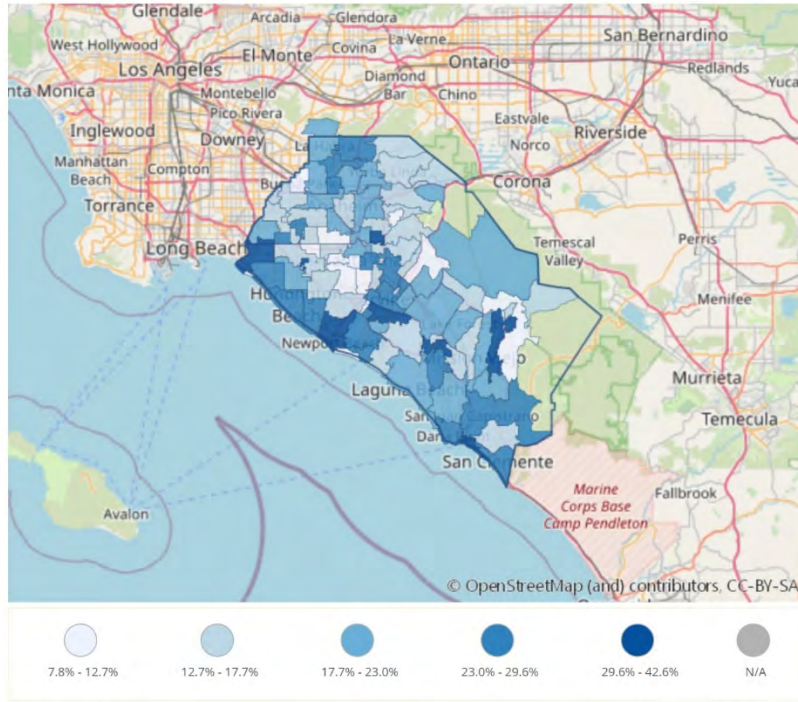 Glendale
Arcadia
Glendora
West Hollywood
La Verne
San Bernardino
El Monte
Covina
Los Angeles
Ontario
Redlands
Diamond
Bar
nta Monica
Montebello
Chino
Yuca
Pico Rivera
Eastvale
Inglewood
Downey
Riverside
Norco
Manhattan
Beach
Compton
Corona
Torrance
Long Beach
Temescal
Valley
Perris
Menifee
Beach
Murrieta
Laguna Beach
Temecula
San Clemente
Marine
Corps Base
Camp Pendleton
Fallbrook
Avalon
© OpenStreetMap (and) contributors, CC-BY-SA
7.8% - 12.7%
12.7% - 17.7%
17.7% - 23.0%
23.0% - 29.6%
29.6% - 42.6%
N/A